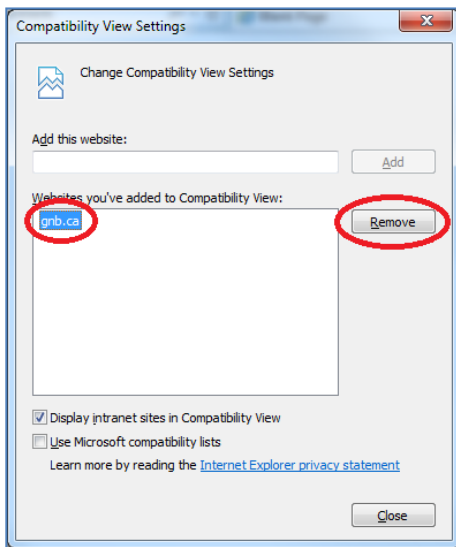 Compatibility View Settings
Change Compatibility View Settings
Add this website:
Add
Websites you've added to Compatibility View:
gnb.ca
Remove
Display intranet sites in Compatibility View
Use Microsoft compatibility lists
Learn more by reading the Internet Explorer privacy statement
Close